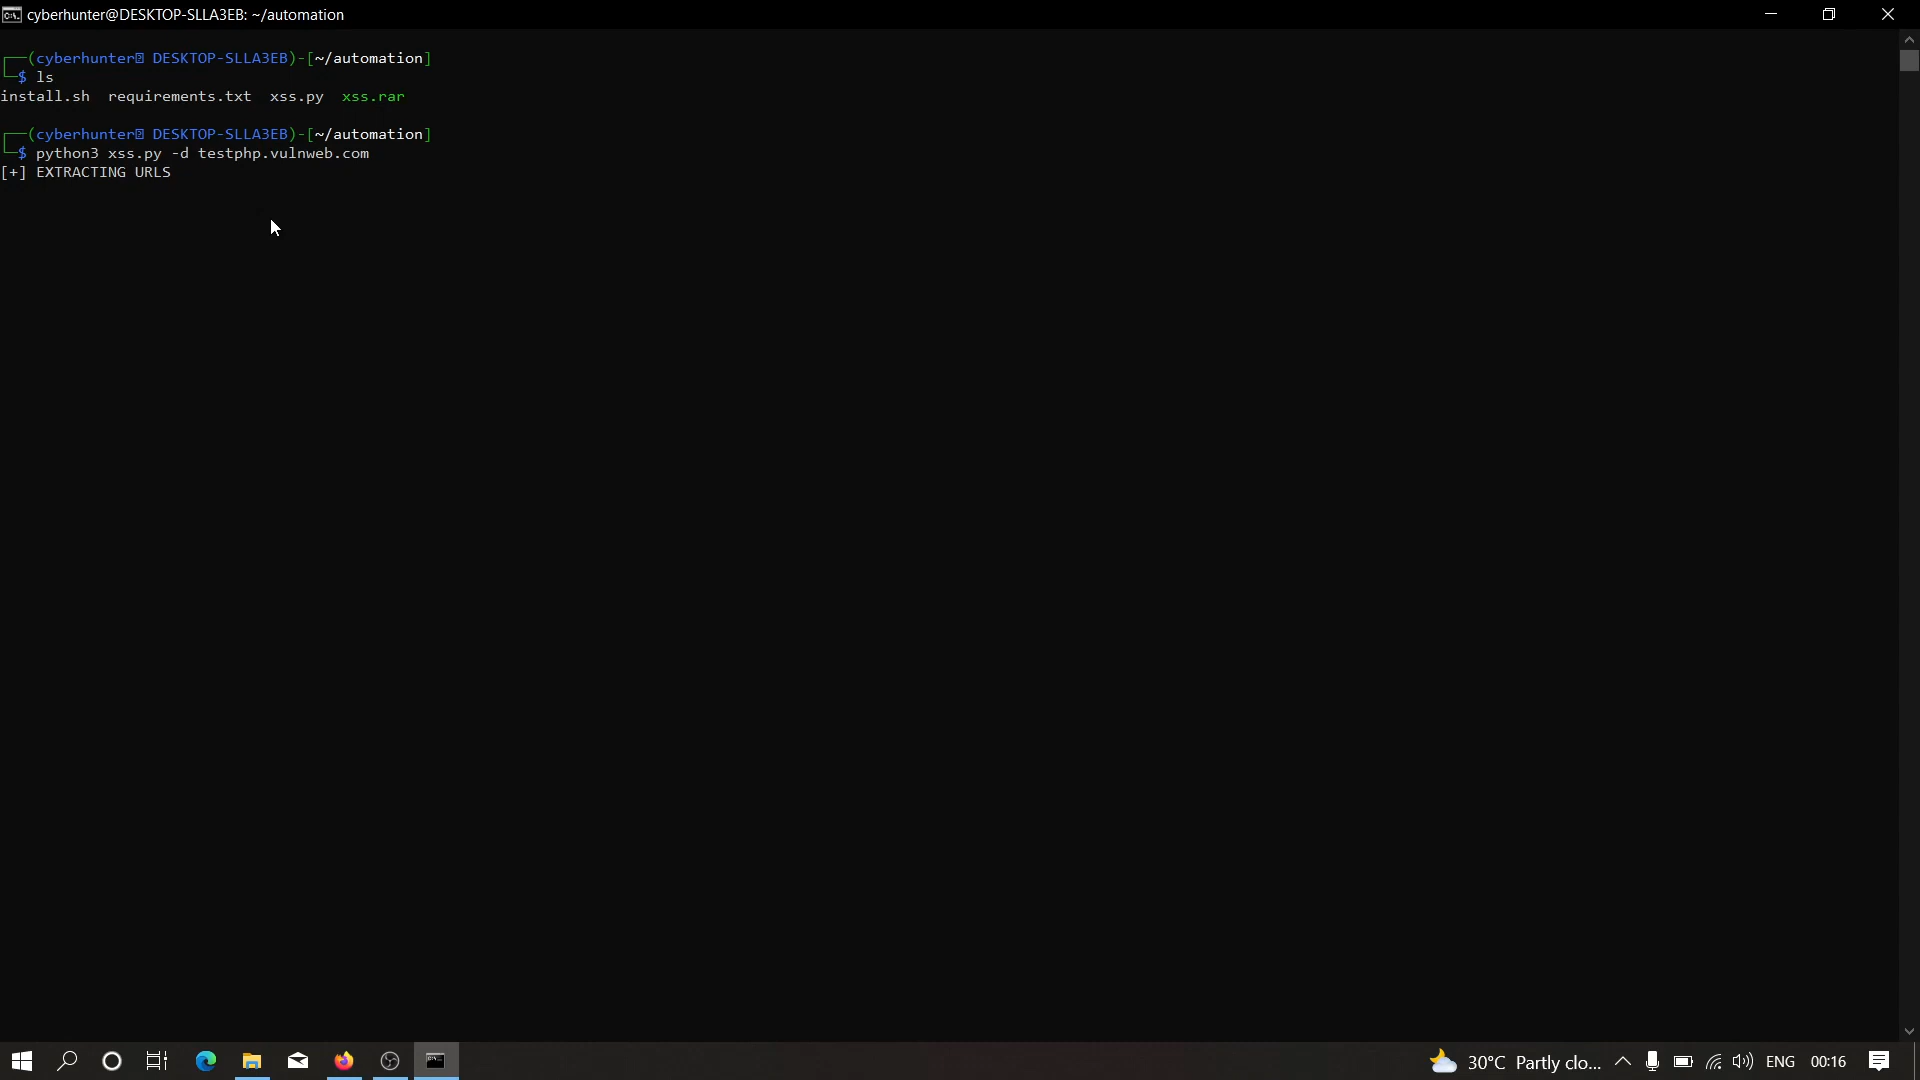 cyberhunter@DESKTOP-SLLA3EB: ~/automation
┌──(cyberhunter⍰ DESKTOP-SLLA3EB)-[~/automation]
└─$ ls
install.sh  requirements.txt  xss.py  xss.rar
┌──(cyberhunter⍰ DESKTOP-SLLA3EB)-[~/automation]
└─$ python3 xss.py -d testphp.vulnweb.com
[+] EXTRACTING URLS
30°C  Partly clo...  ENG  00:16